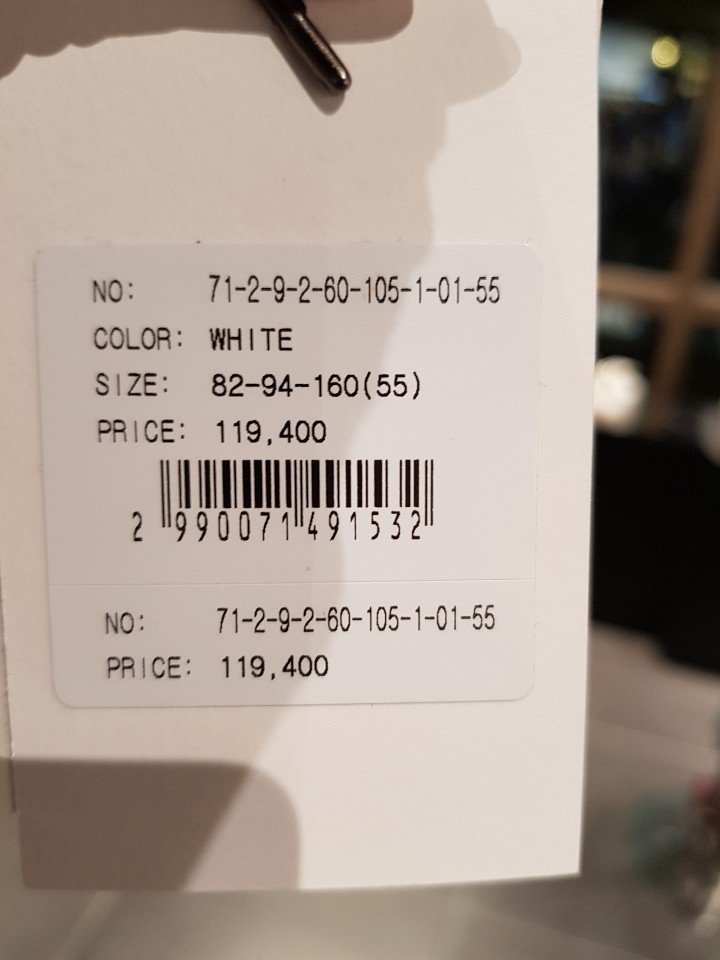 NO: 71-2-9-2-60-105-1-01-55
COLOR: WHITE
SIZE: 82-94-160(55)
PRICE: 119,400
2 990071 491532
NO: 71-2-9-2-60-105-1-01-55
PRICE: 119,400